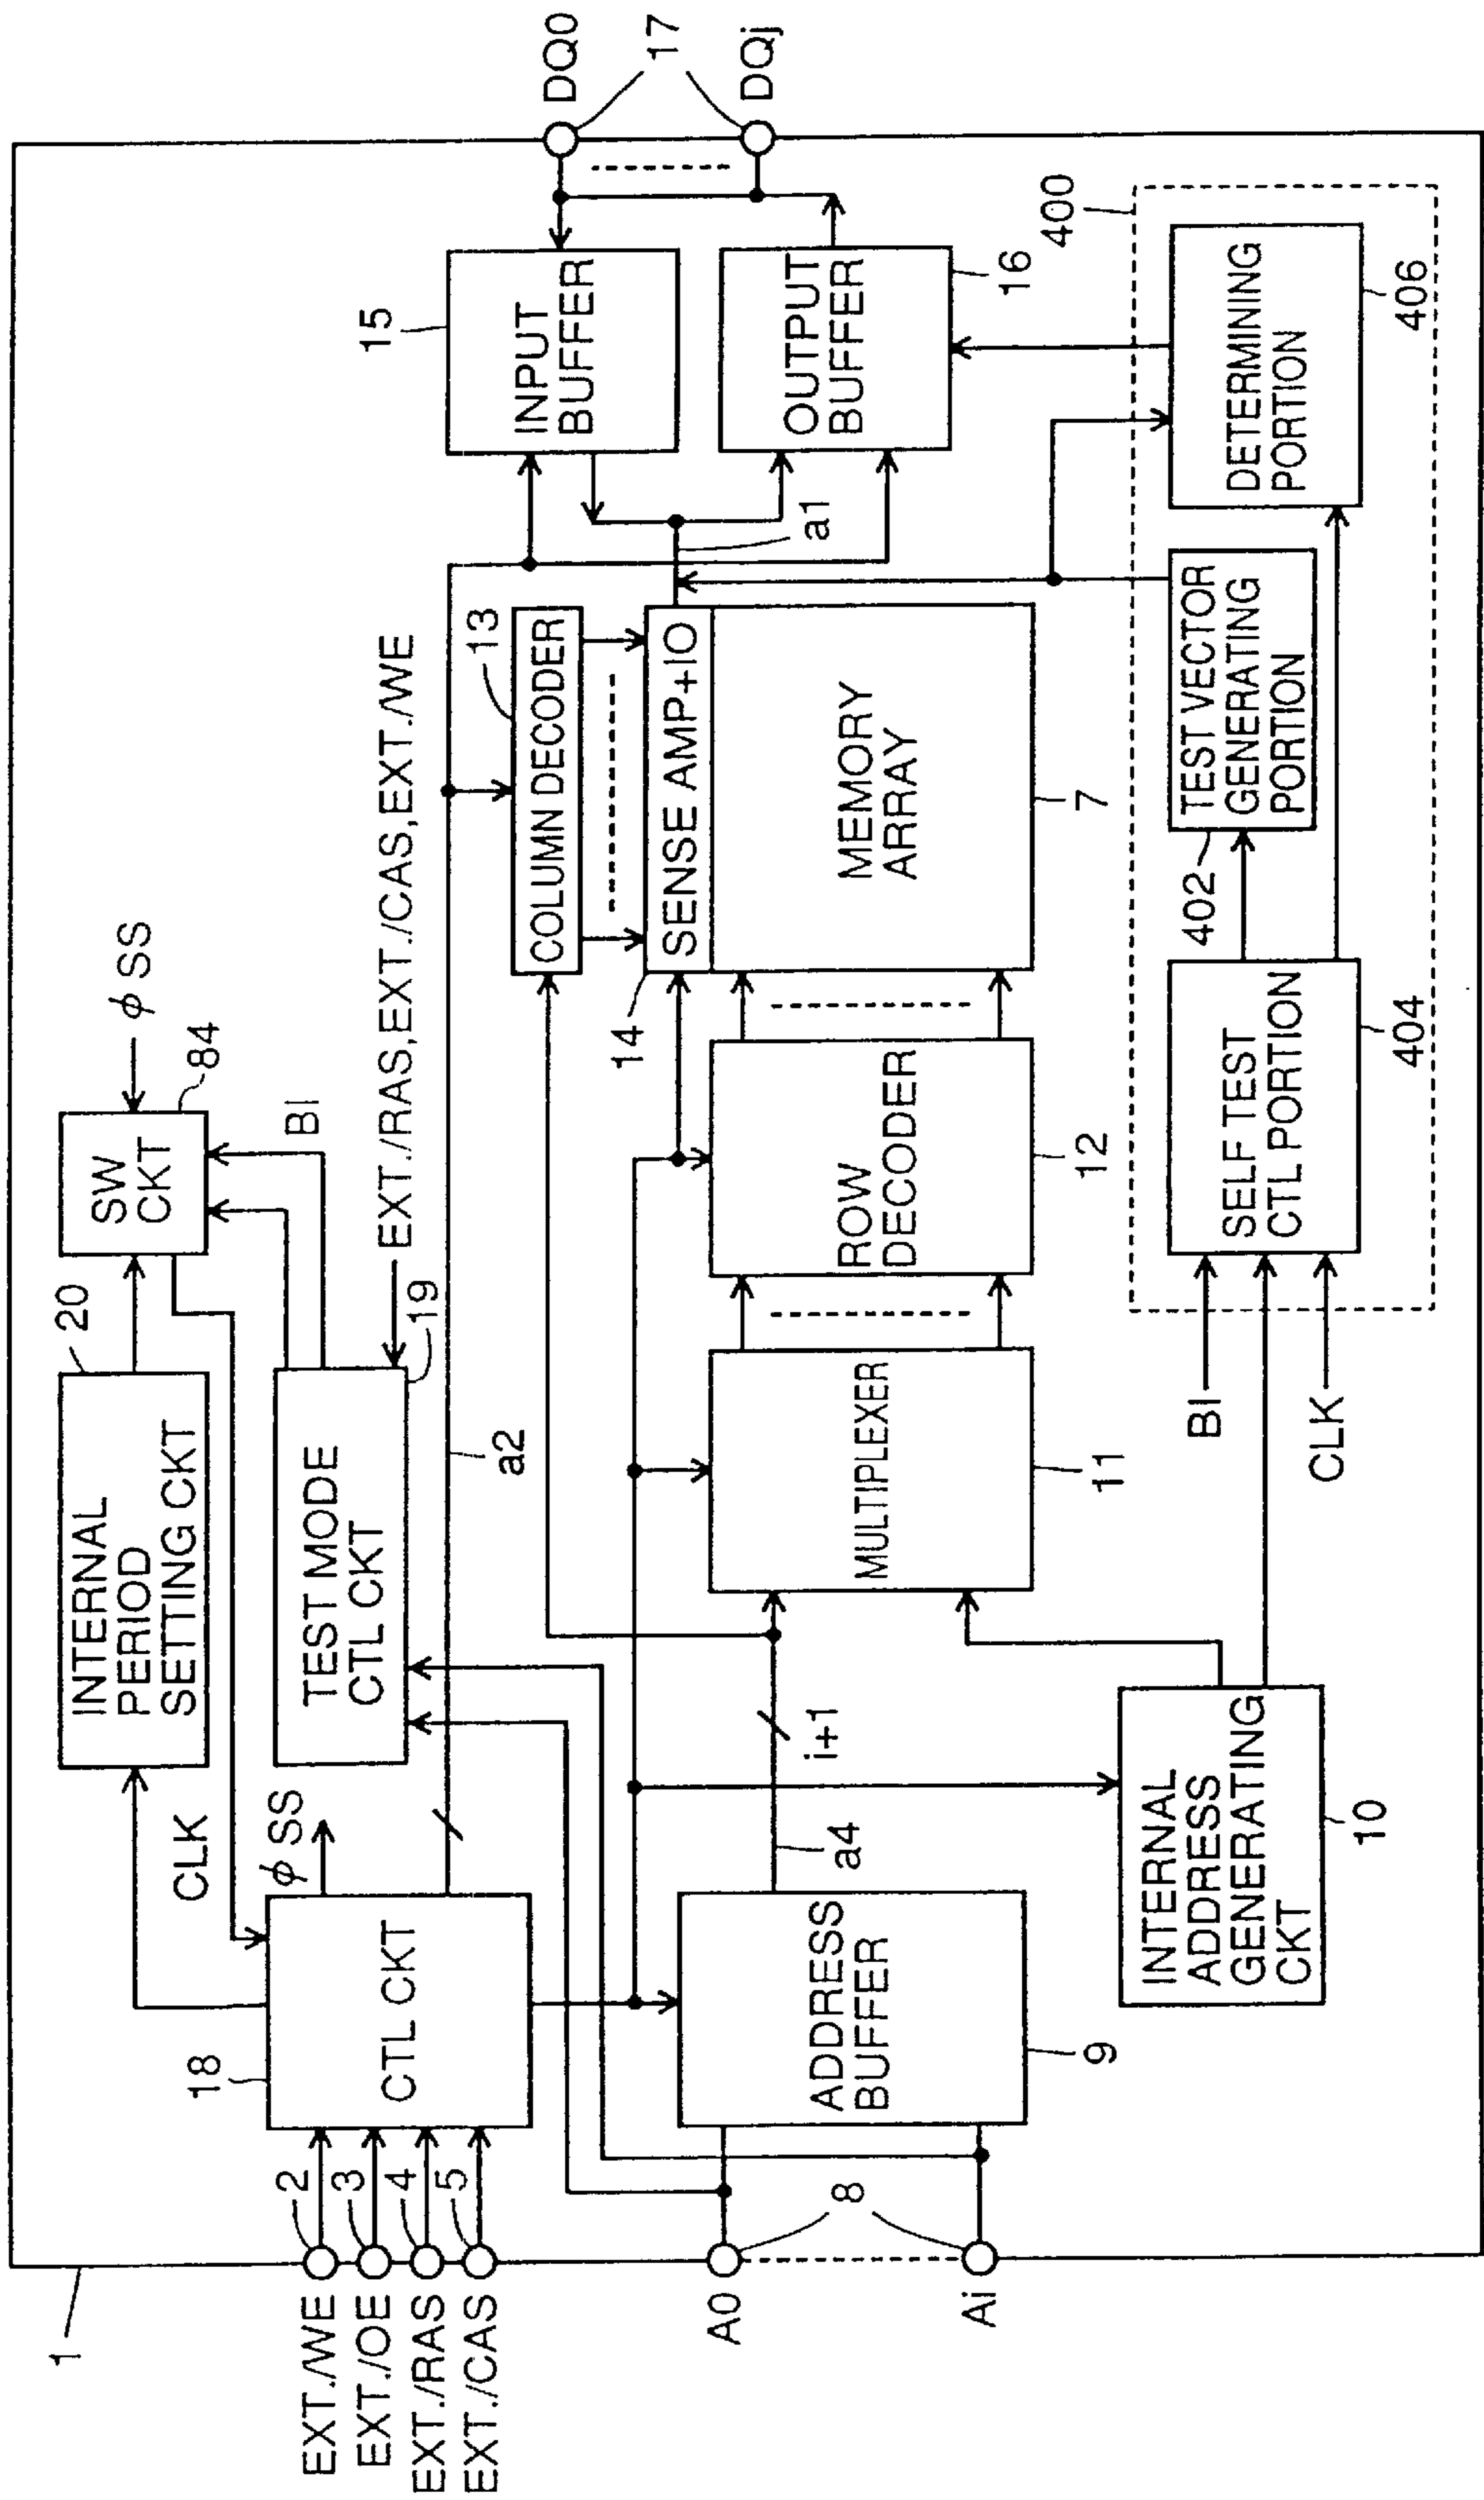 1
EXT./WE
EXT./OE
EXT./RAS
EXT./CAS
2
3
4
5
A0
Ai
8
18
CTL CKT
ϕ SS
CLK
INTERNAL
PERIOD
SETTING CKT
20
SW
CKT
84
ϕ SS
BI
TEST MODE
CTL CKT
19
EXT./RAS,EXT./CAS,EXT./WE
a2
ADDRESS
BUFFER
9
a4
i+1
INTERNAL
ADDRESS
GENERATING
CKT
10
MULTIPLEXER
11
ROW
DECODER
12
COLUMN DECODER
13
14
SENSE AMP+IO
MEMORY
ARRAY
7
a1
INPUT
BUFFER
15
OUTPUT
BUFFER
16
DQ0
17
DQj
400
BI
CLK
SELF TEST
CTL PORTION
404
402
TEST VECTOR
GENERATING
PORTION
DETERMINING
PORTION
406